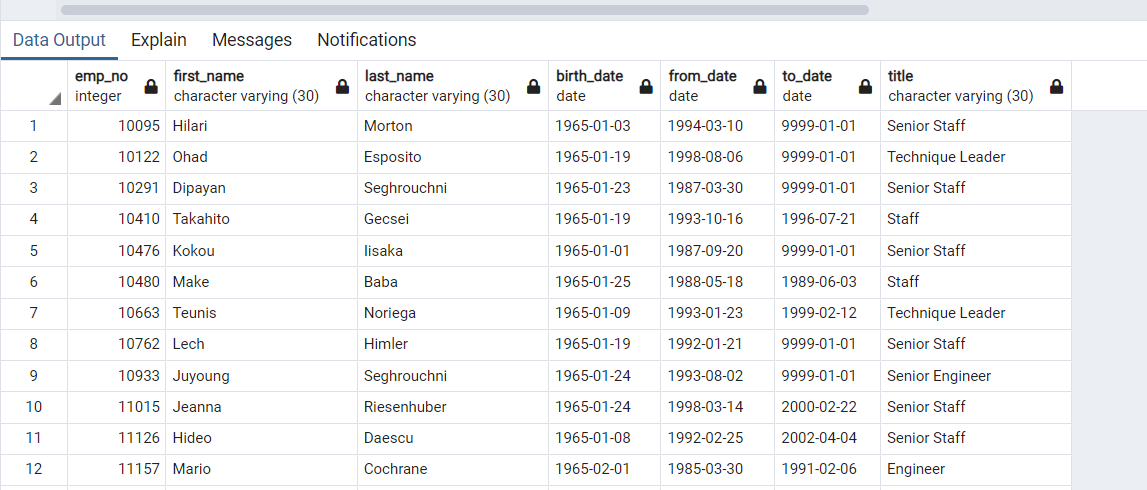 Data Output Explain Messages Notifications
emp_no first_name last_name birth_date from_date to_date title
integer character varying (30) character varying (30) date date date character varying (30)
1 10095 Hilari Morton 1965-01-03 1994-03-10 9999-01-01 Senior Staff
2 10122 Ohad Esposito 1965-01-19 1998-08-06 9999-01-01 Technique Leader
3 10291 Dipayan Seghrouchni 1965-01-23 1987-03-30 9999-01-01 Senior Staff
4 10410 Takahito Gecsei 1965-01-19 1993-10-16 1996-07-21 Staff
5 10476 Kokou Iisaka 1965-01-01 1987-09-20 9999-01-01 Senior Staff
6 10480 Make Baba 1965-01-25 1988-05-18 1989-06-03 Staff
7 10663 Teunis Noriega 1965-01-09 1993-01-23 1999-02-12 Technique Leader
8 10762 Lech Himler 1965-01-19 1992-01-21 9999-01-01 Senior Staff
9 10933 Juyoung Seghrouchni 1965-01-24 1993-08-02 9999-01-01 Senior Engineer
10 11015 Jeanna Riesenhuber 1965-01-24 1998-03-14 2000-02-22 Senior Staff
11 11126 Hideo Daescu 1965-01-08 1992-02-25 2002-04-04 Senior Staff
12 11157 Mario Cochrane 1965-02-01 1985-03-30 1991-02-06 Engineer